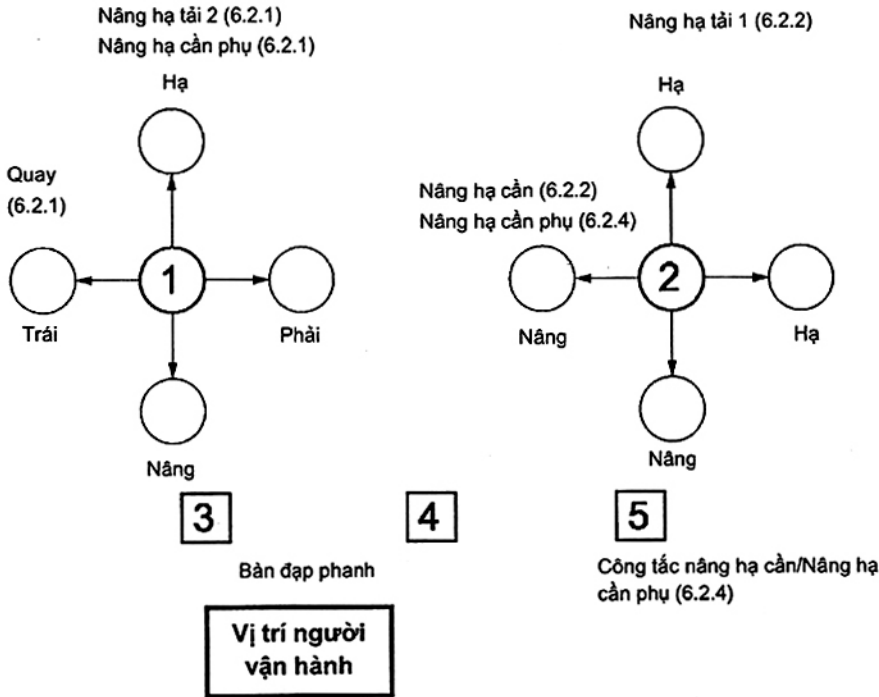 Nâng hạ tải 2 (6.2.1)
Nâng hạ cần phụ (6.2.1)
Hạ
Quay
(6.2.1)
1
Trái
Phải
Nâng
Nâng hạ tải 1 (6.2.2)
Hạ
Nâng hạ cần (6.2.2)
Nâng hạ cần phụ (6.2.4)
2
Nâng
Hạ
Nâng
3
4
5
Bàn đạp phanh
Công tắc nâng hạ cần/Nâng hạ
cần phụ (6.2.4)
Vị trí người
vận hành